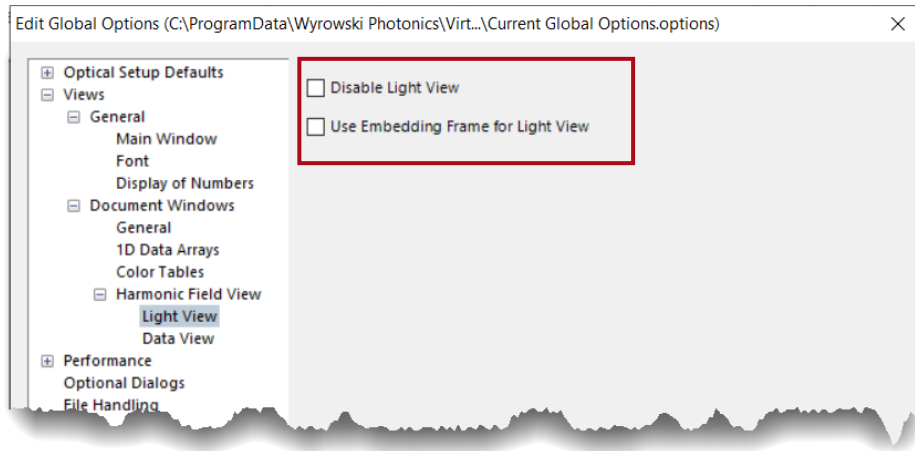 Edit Global Options (C:\ProgramData\Wyrowski Photonics\Virt...\Current Global Options.options)
Optical Setup Defaults
Views
General
Main Window
Font
Display of Numbers
Document Windows
General
1D Data Arrays
Color Tables
Harmonic Field View
Light View
Data View
Performance
Optional Dialogs
File Handling
Disable Light View
Use Embedding Frame for Light View